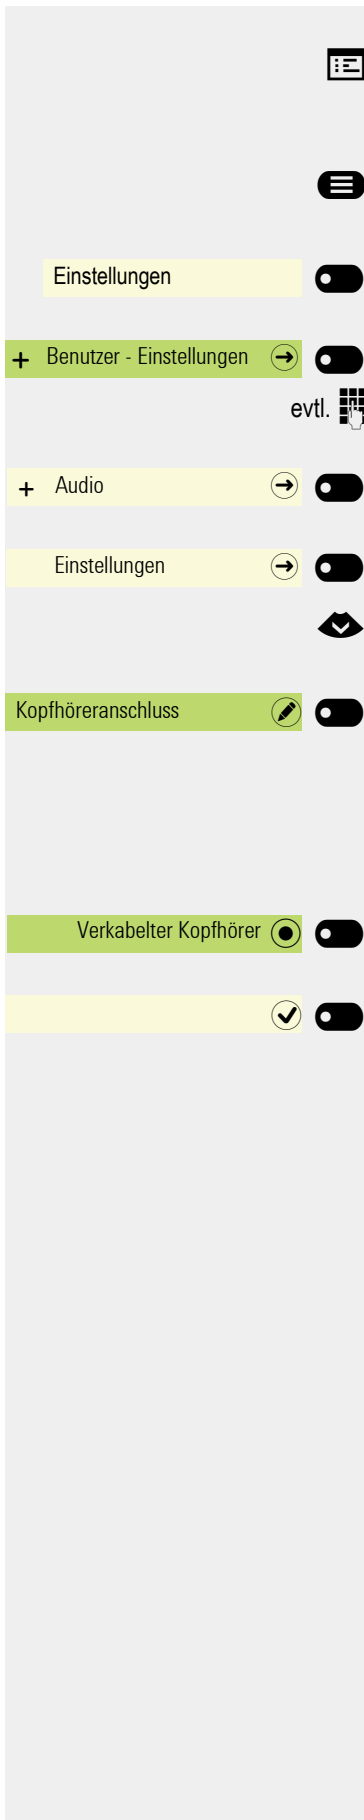 Einstellungen
+ Benutzer - Einstellungen
evtl.
+ Audio
Einstellungen
Kopfhöreranschluss
Verkabelter Kopfhörer